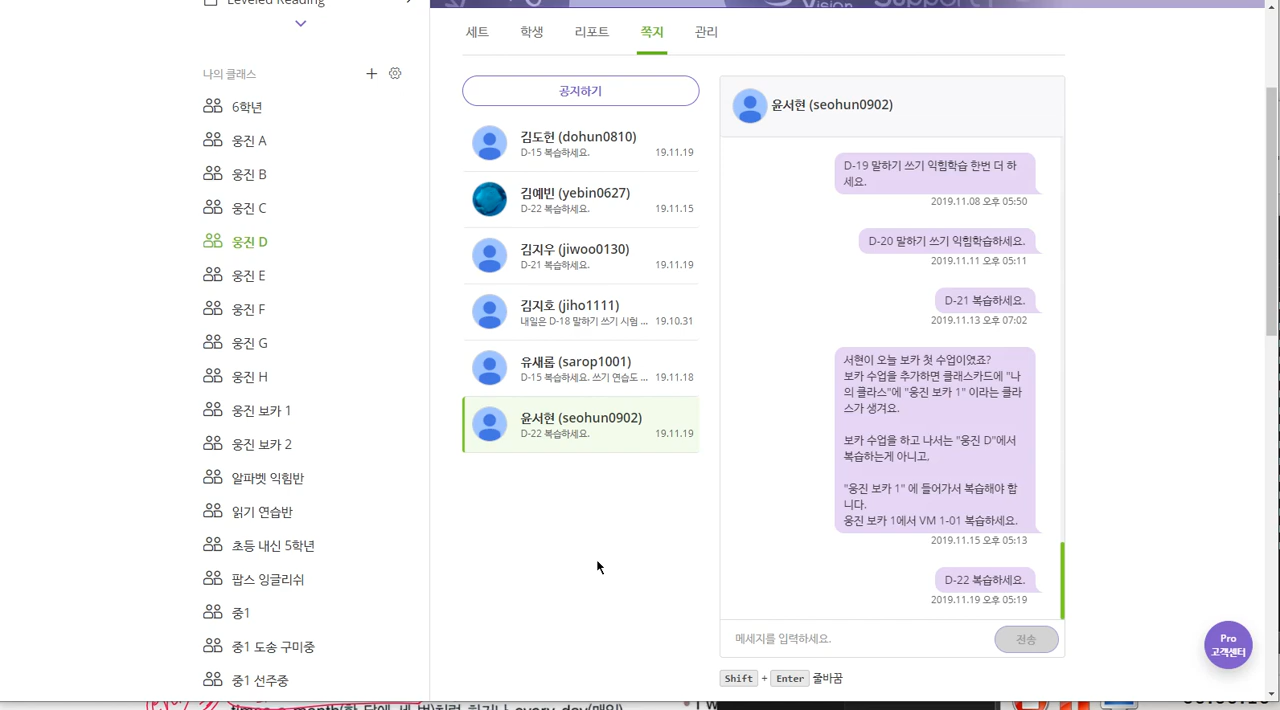 Leveled Reading
Vision Support
세트 학생 리포트 쪽지 관리
나의 클래스
6학년
웅진 A
웅진 B
웅진 C
웅진 D
웅진 E
웅진 F
웅진 G
웅진 H
웅진 보카 1
웅진 보카 2
알파벳 익힘반
읽기 연습반
초등 내신 5학년
팝스 잉글리쉬
중1
중1 도송 구미중
중1 선주중
공지하기
김도현 (dohun0810)
D-15 복습하세요. 19.11.19
김예빈 (yebin0627)
D-22 복습하세요. 19.11.15
김지우 (jiwoo0130)
D-21 복습하세요. 19.11.19
김지호 (jiho1111)
내일은 D-18 말하기 쓰기 시험 ... 19.10.31
유새롭 (sarop1001)
D-15 복습하세요. 쓰기 연습도 ... 19.11.18
윤서현 (seohun0902)
D-22 복습하세요. 19.11.19
윤서현 (seohun0902)
D-19 말하기 쓰기 익힘학습 한번 더 하
세요.
2019.11.08 오후 05:50
D-20 말하기 쓰기 익힘학습하세요.
2019.11.11 오후 05:11
D-21 복습하세요.
2019.11.13 오후 07:02
서현이 오늘 보카 첫 수업이였죠?
보카 수업을 추가하면 클래스카드에 "나
의 클라스"에 "웅진 보카 1" 이라는 클라
스가 생겨요.
보카 수업을 하고 나서는 "웅진 D"에서
복습하는게 아니고,
"웅진 보카 1" 에 들어가서 복습해야 합
니다.
웅진 보카 1에서 VM 1-01 복습하세요.
2019.11.15 오후 05:13
D-22 복습하세요.
2019.11.19 오후 05:19
메세지를 입력하세요. 전송
Shift + Enter 줄바꿈
Pro
고객센터